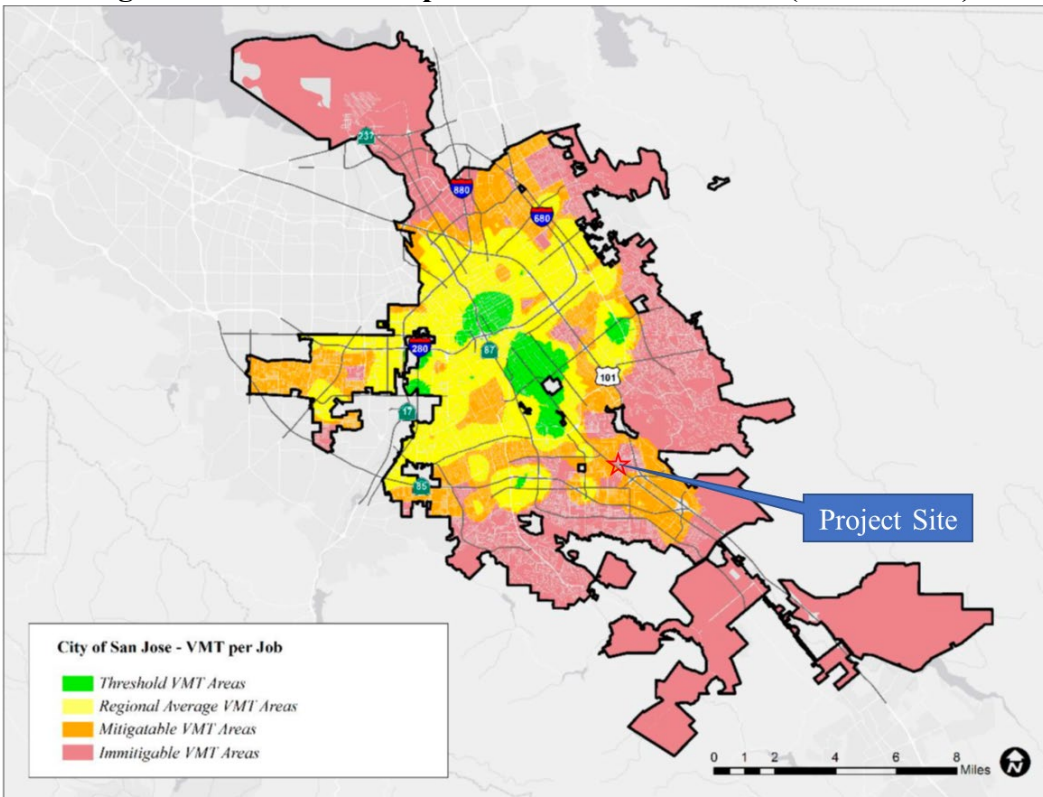 237
880
680
280
87
101
17
85
Project Site
City of San Jose - VMT per Job
Threshold VMT Areas
Regional Average VMT Areas
Mitigatable VMT Areas
Immitigable VMT Areas
0 1 2 4 6 8
Miles
N